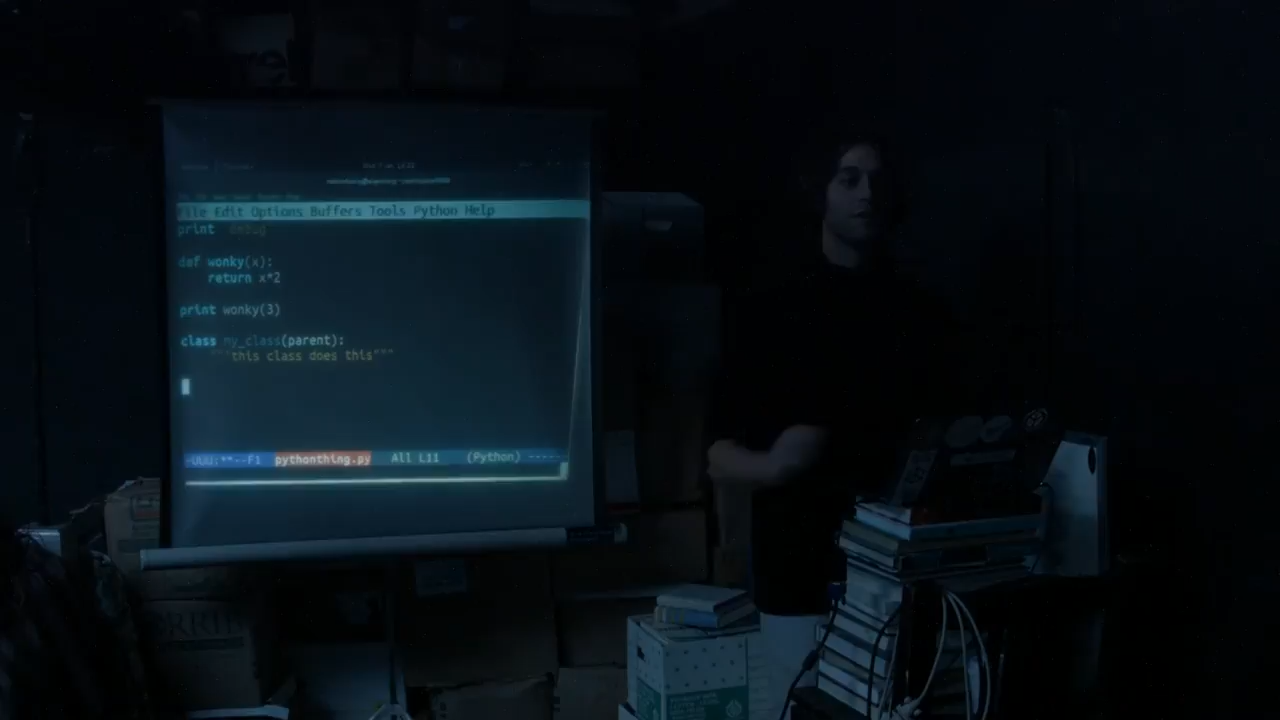 File Edit Options Buffers Tools Python Help
print debug
def wonky(x):
return x*2
print wonky(3)
class my_class(parent):
"""this class does this"""
-UUU:**--F1 pythonthing.py All L11 (Python) -----